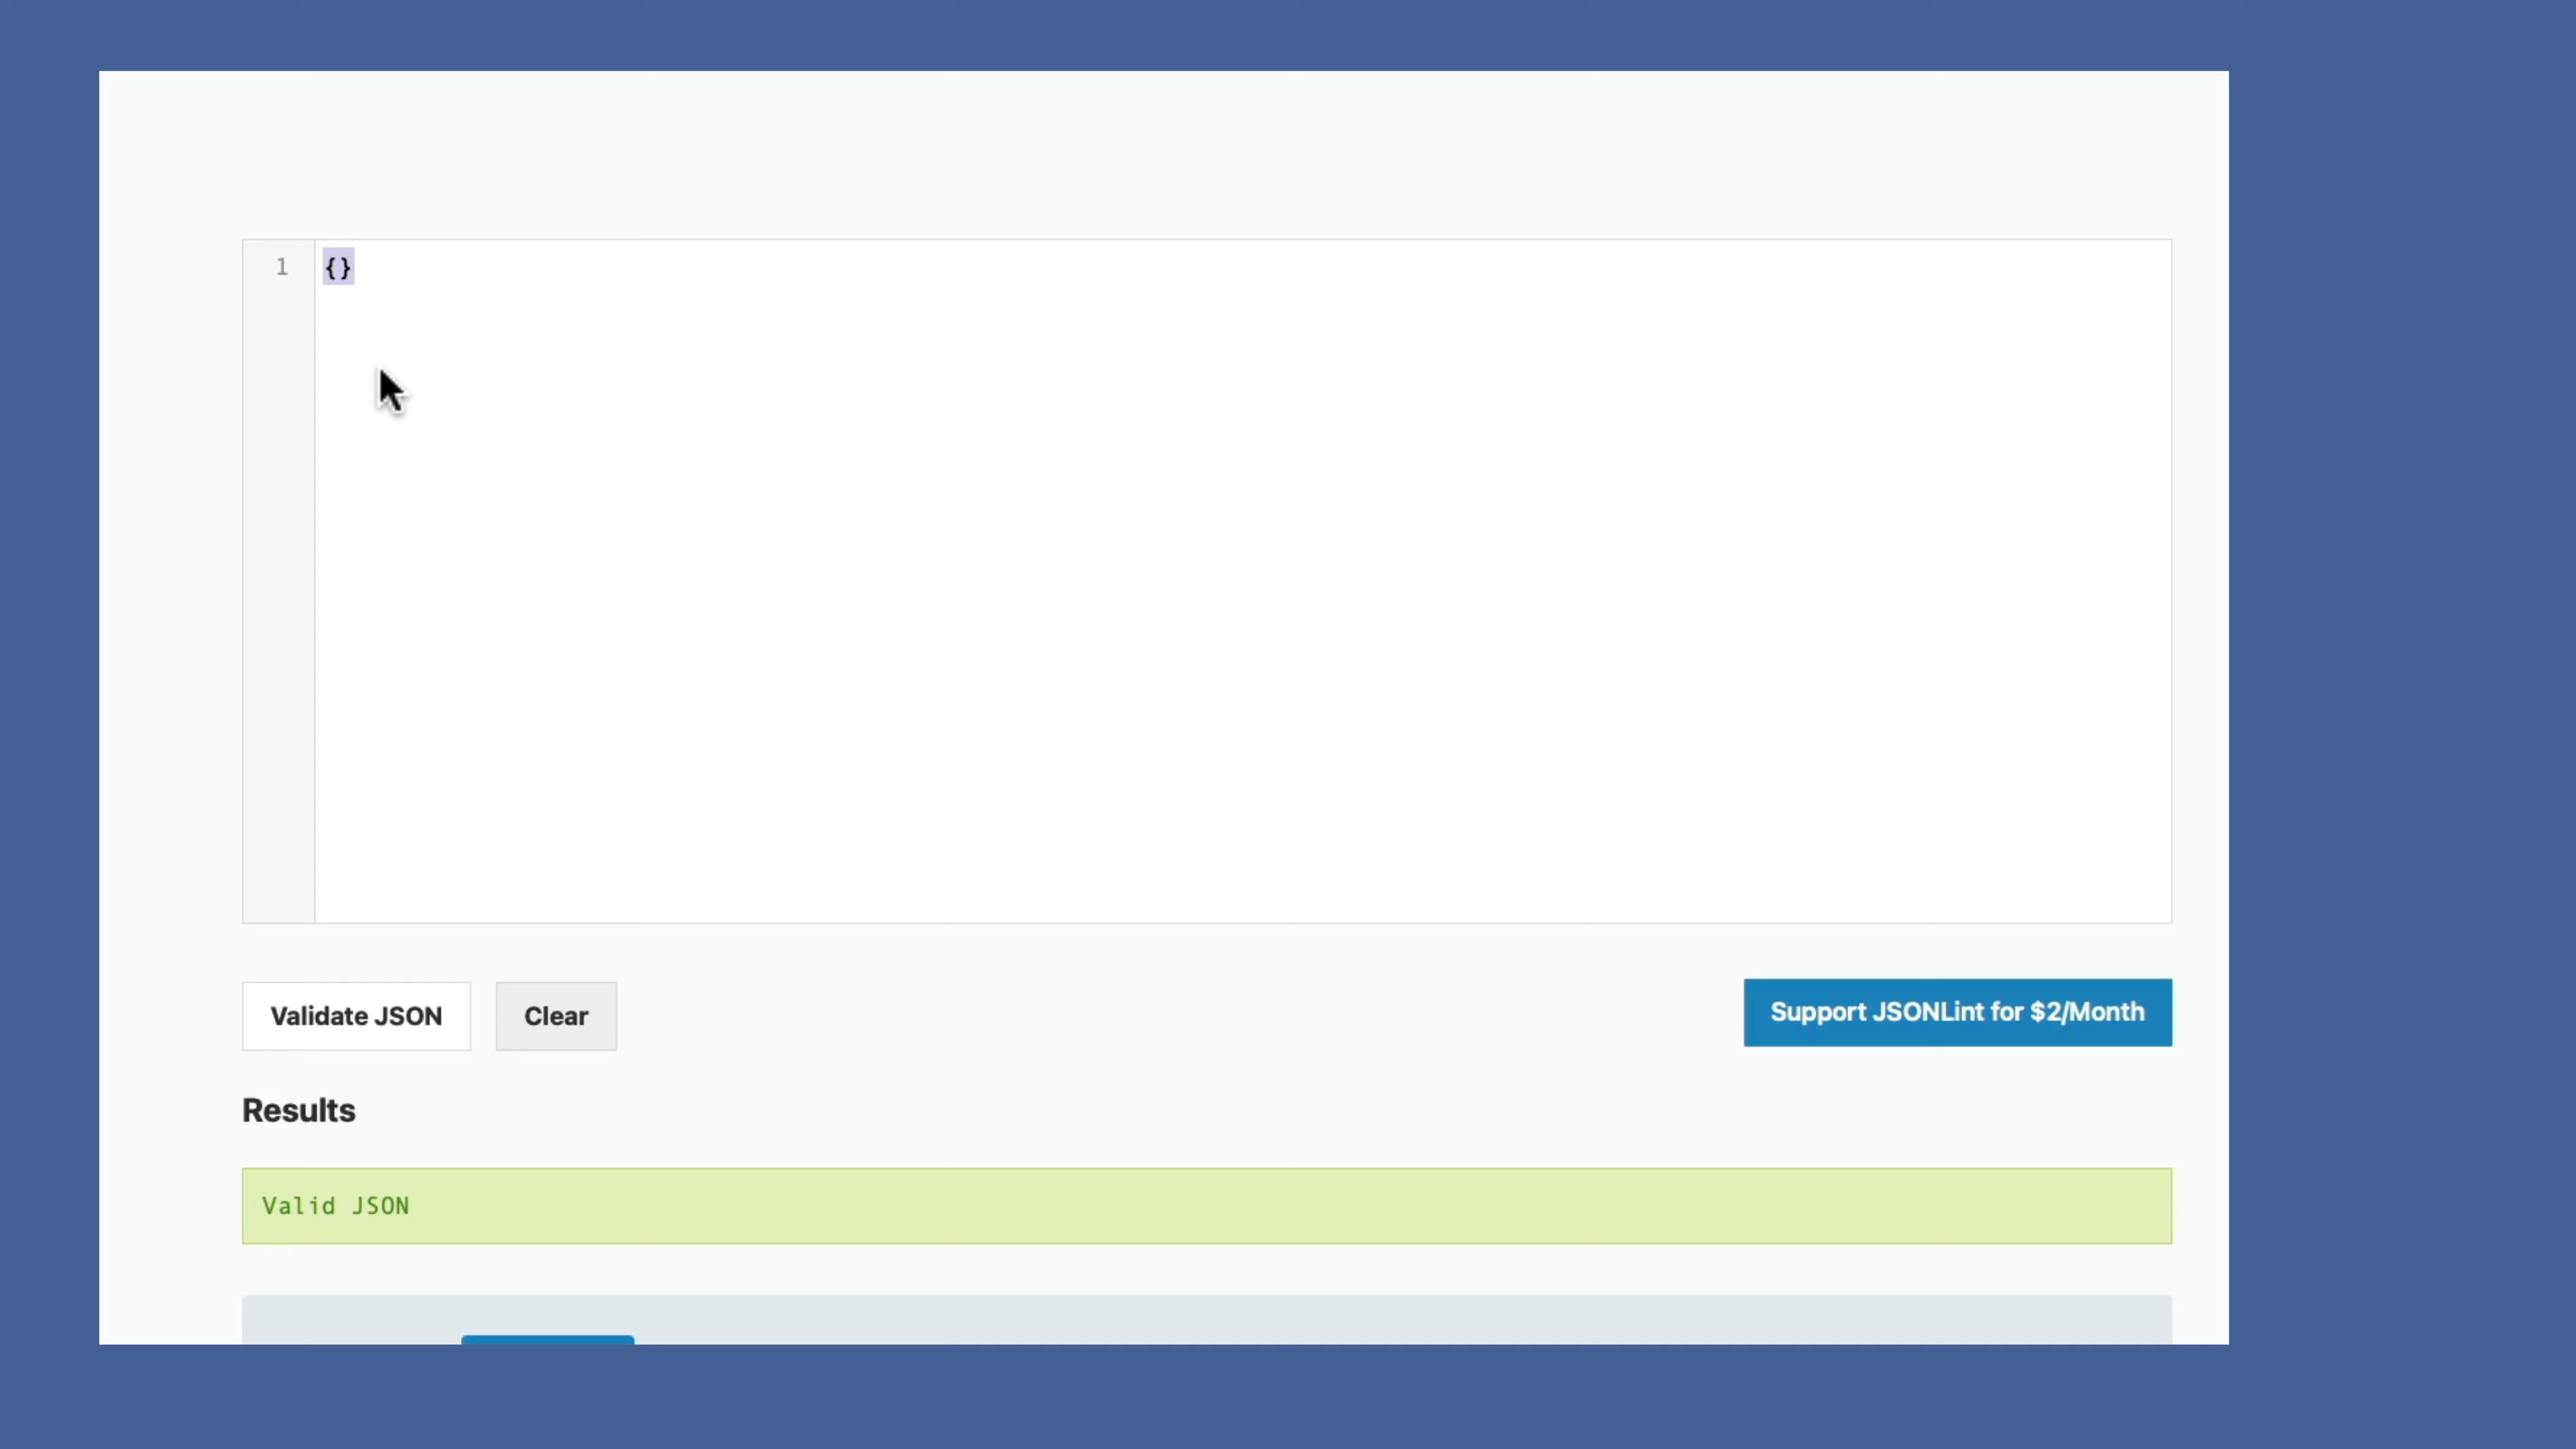 1
{}
Validate JSON
Clear
Support JSONLint for $2/Month
Results
Valid JSON